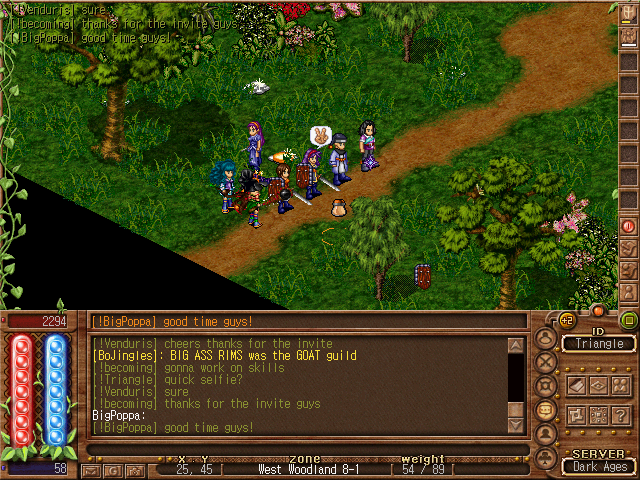 [!Venduris] sure
[!becoming] thanks for the invite guys
[!BigPoppa] good time guys!
2294
[!BigPoppa] good time guys!
[!Venduris] cheers thanks for the invite
[BoJingles]: BIG ASS RIMS was the GOAT guild
!becoming] gonna work on skills
[!Triangle] quick selfie?
[!Venduris] sure
[!becoming] thanks for the invite guys
BigPoppa:
[!BigPoppa] good time guys!
+2
ID
Triangle
?
SERVER
Dark Ages
58
G
x y
zone
weight
25, 45
West Woodland 8-1
54 / 89